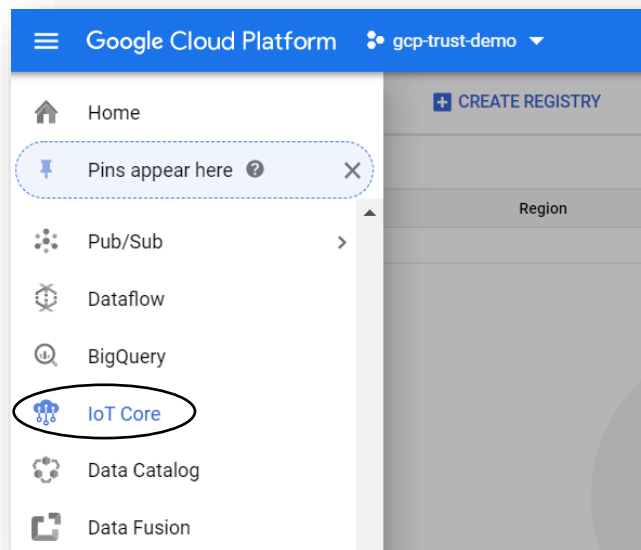 Google Cloud Platform gcp-trust-demo
Home
CREATE REGISTRY
Pins appear here
Region
Pub/Sub
Dataflow
BigQuery
IoT Core
Data Catalog
Data Fusion